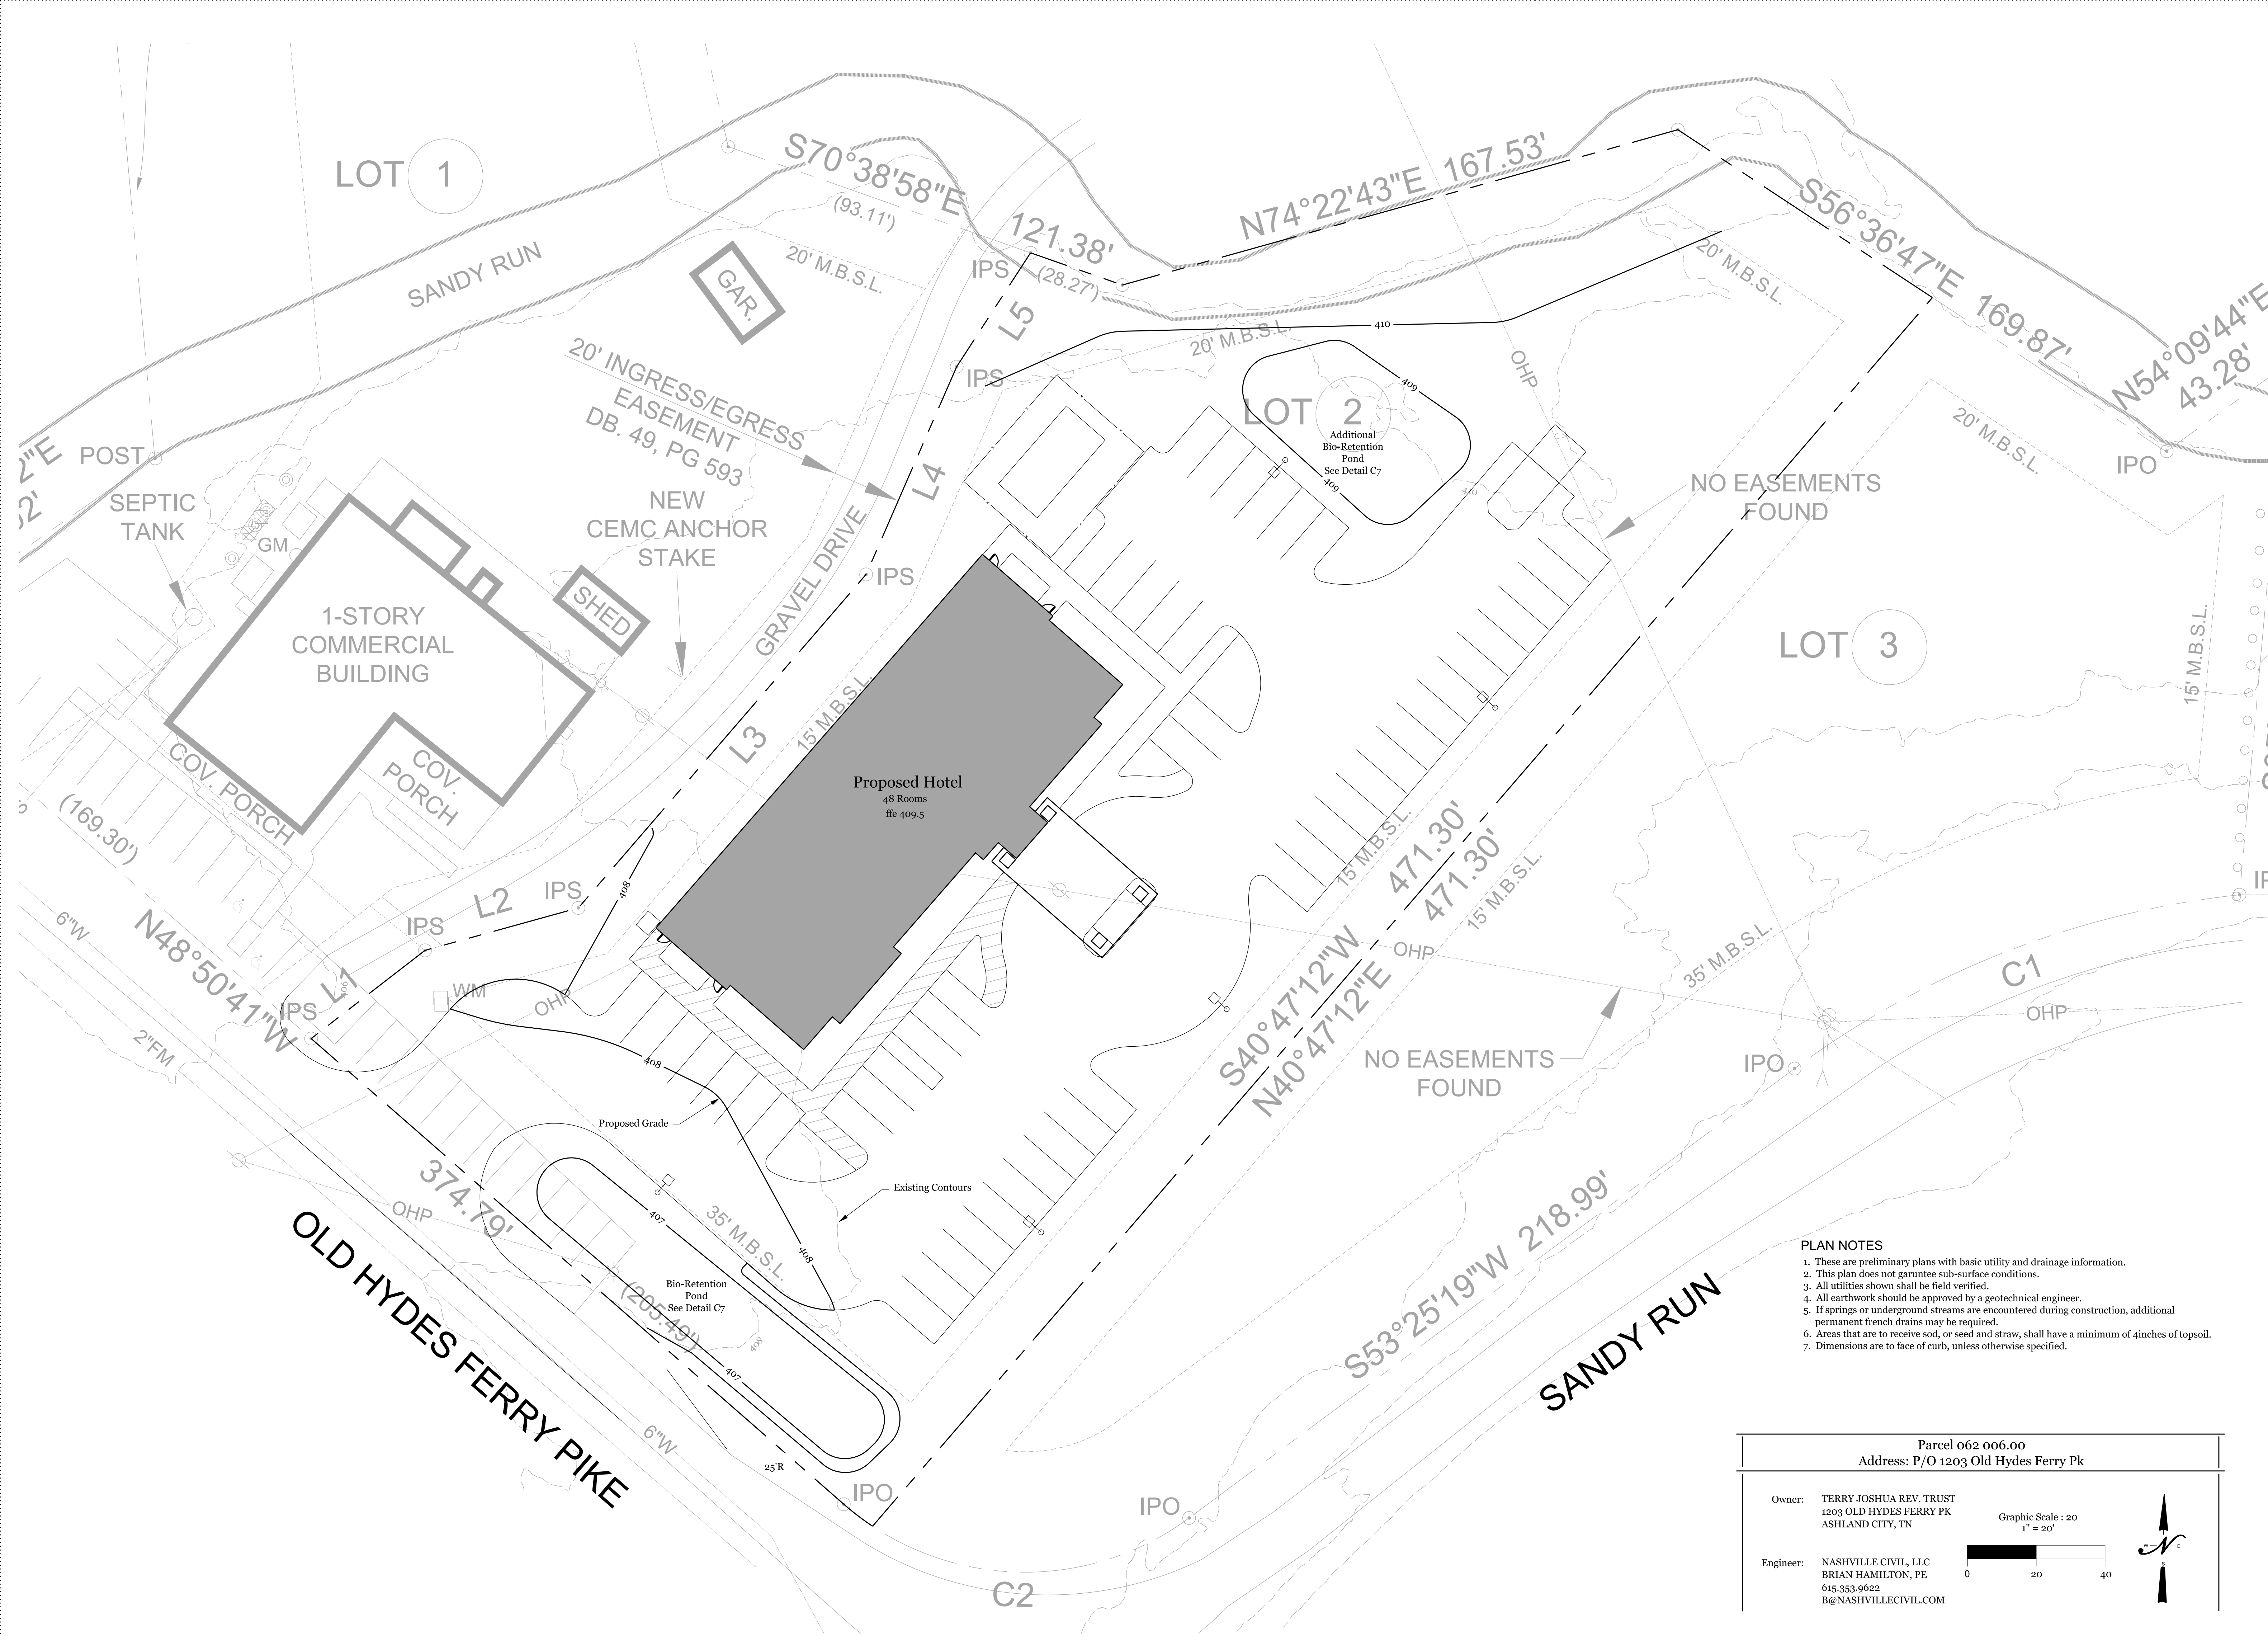 LOT 1
SANDY RUN
S70°38'58"E
(93.11')
121.38'
(28.27')
N74°22'43"E 167.53'
S56°36'47"E 169.87'
N54°09'44"E
43.28'
20' M.B.S.L.
20' M.B.S.L.
20' M.B.S.L.
20' M.B.S.L.
GAR.
IPS
L5
IPS
410
OHP
409
LOT 2
Additional
Bio-Retention
Pond
See Detail C7
409
410
20' INGRESS/EGRESS
EASEMENT
DB. 49, PG 593
L4
POST
IPO
2"E
SEPTIC
TANK
GM
NEW
CEMC ANCHOR
STAKE
NO EASEMENTS
FOUND
GRAVEL DRIVE
IPS
SHED
1-STORY
COMMERCIAL
BUILDING
LOT 3
15' M.B.S.L.
L3
15' M.B.S.L.
COV. PORCH
COV.
PORCH
(169.30')
Proposed Hotel
48 Rooms
ffe 409.5
15' M.B.S.L.
471.30'
471.30'
15' M.B.S.L.
408
IPS
L2
IPS
6"W
N48°50'41"W
L1
406
IPS
WM
OHP
OHP
35' M.B.S.L.
C1
OHP
2"FM
S40°47'12"W
N40°47'12"E
NO EASEMENTS
FOUND
IPO
408
Proposed Grade
374.79'
OHP
Existing Contours
407
35' M.B.S.L.
408
Bio-Retention
Pond
See Detail C7
(205.49')
408
407
S53°25'19"W 218.99'
OLD HYDES FERRY PIKE
SANDY RUN
6"W
25'R
IPO
IPO
C2
PLAN NOTES
1. These are preliminary plans with basic utility and drainage information.
2. This plan does not garuntee sub-surface conditions.
3. All utilities shown shall be field verified.
4. All earthwork should be approved by a geotechnical engineer.
5. If springs or underground streams are encountered during construction, additional
permanent french drains may be required.
6. Areas that are to receive sod, or seed and straw, shall have a minimum of 4inches of topsoil.
7. Dimensions are to face of curb, unless otherwise specified.
Parcel 062 006.00
Address: P/O 1203 Old Hydes Ferry Pk
Owner: TERRY JOSHUA REV. TRUST
1203 OLD HYDES FERRY PK
ASHLAND CITY, TN
Engineer: NASHVILLE CIVIL, LLC
BRIAN HAMILTON, PE
615.353.9622
B@NASHVILLECIVIL.COM
Graphic Scale : 20
1" = 20'
0 20 40
N
W E
S